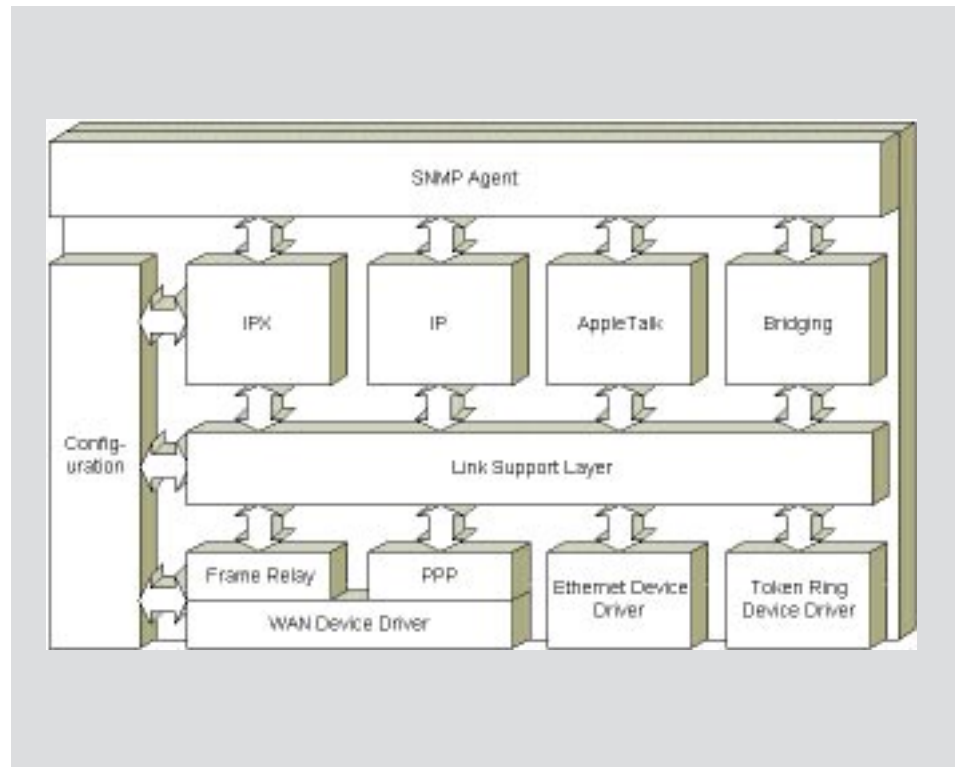 SNMP Agent
IPX
IP
AppleTalk
Bridging
Config-
uration
Link Support Layer
Frame Relay
PPP
WAN Device Driver
Ethernet Device
Driver
Token Ring
Device Driver